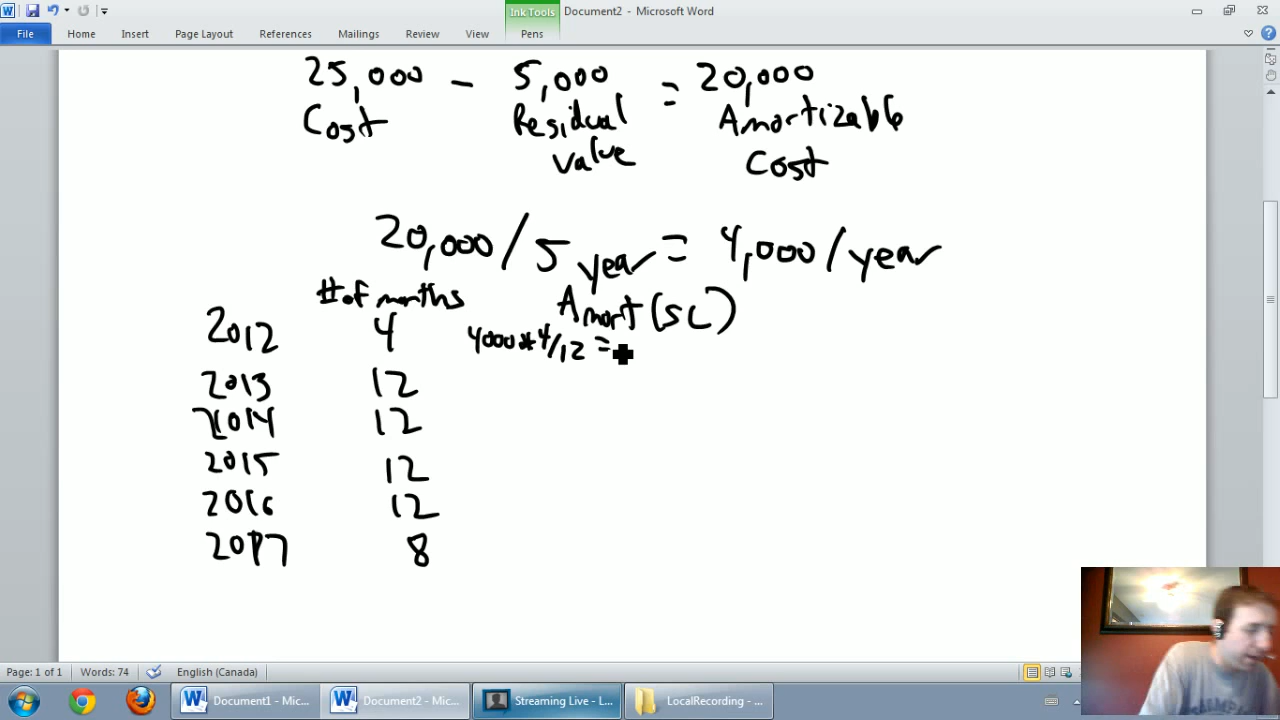 Ink Tools Document2 - Microsoft Word
File Home Insert Page Layout References Mailings Review View Pens
25,000 - 5,000 = 20,000
Cost Residual Amortizable
Value Cost
20,000 / 5 year = 4,000 / year
# of months Amort (SL)
2012 4 4000 * 4/12 =
2013 12
2014 12
2015 12
2016 12
2017 8
Page: 1 of 1 Words: 74 English (Canada)
Document1 - Mic... Document2 - Mic... Streaming Live - L... LocalRecording - ...